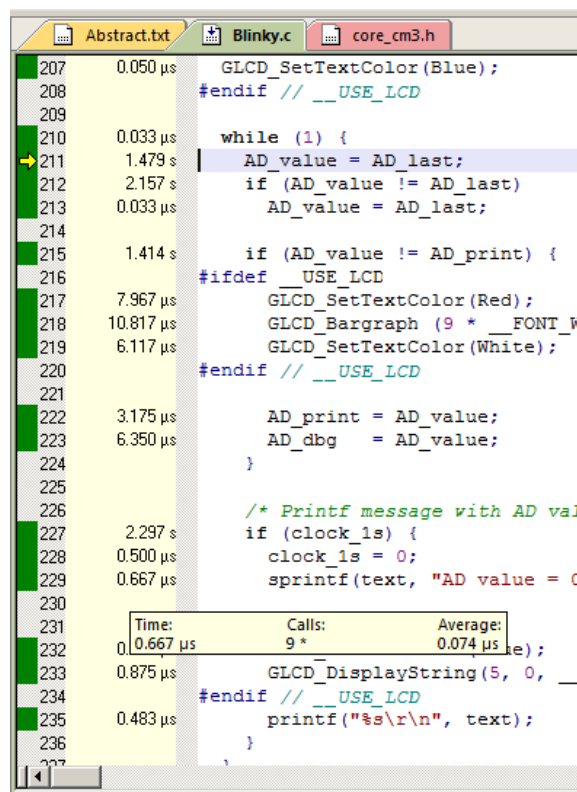 Abstract.txt Blinky.c core_cm3.h
207 0.050 µs GLCD_SetTextColor(Blue);
208 #endif // __USE_LCD
209
210 0.033 µs while (1) {
211 1.479 s AD_value = AD_last;
212 2.157 s if (AD_value != AD_last)
213 0.033 µs AD_value = AD_last;
214
215 1.414 s if (AD_value != AD_print) {
216 #ifdef __USE_LCD
217 7.967 µs GLCD_SetTextColor(Red);
218 10.817 µs GLCD_Bargraph (9 * __FONT_W
219 6.117 µs GLCD_SetTextColor(White);
220 #endif // __USE_LCD
221
222 3.175 µs AD_print = AD_value;
223 6.350 µs AD_dbg = AD_value;
224 }
225
226 /* Printf message with AD val
227 2.297 s if (clock_1s) {
228 0.500 µs clock_1s = 0;
229 0.667 µs sprintf(text, "AD value = 0
230
231
Time: Calls: Average:
0.667 µs 9 * 0.074 µs
232 0. ue);
233 0.875 µs GLCD_DisplayString(5, 0, __
234 #endif // __USE_LCD
235 0.483 µs printf("%s\r\n", text);
236 }